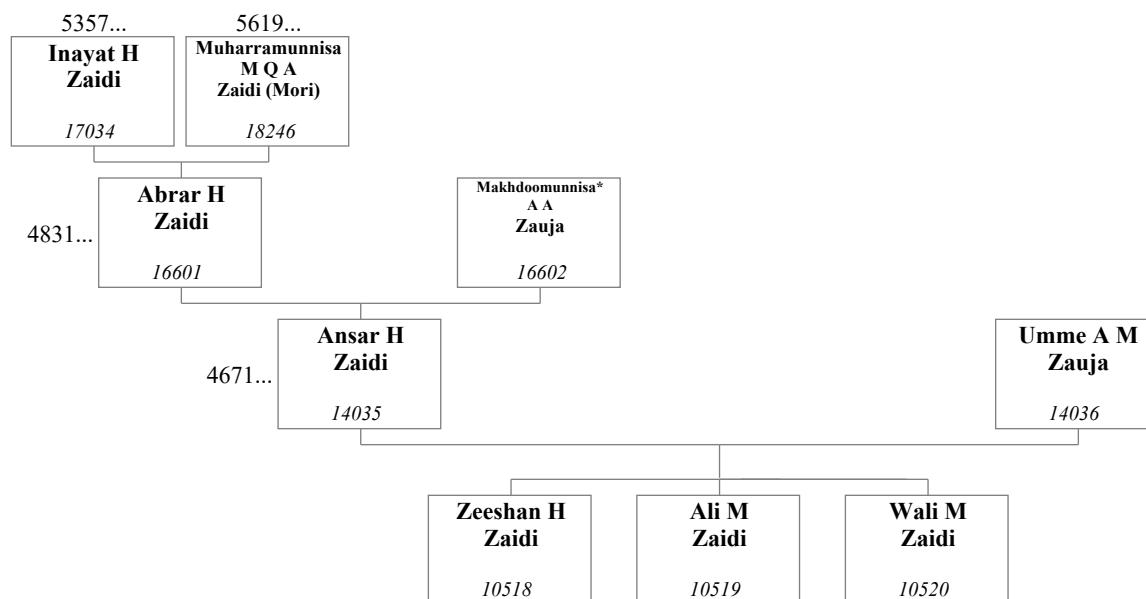 5357...
5619...
Inayat H
Zaidi
17034
Muharramunnisa
M Q A
Zaidi (Mori)
18246
4831...
Abrar H
Zaidi
16601
Makhdoomunnisa*
A A
Zauja
16602
4671...
Ansar H
Zaidi
14035
Umme A M
Zauja
14036
Zeeshan H
Zaidi
10518
Ali M
Zaidi
10519
Wali M
Zaidi
10520